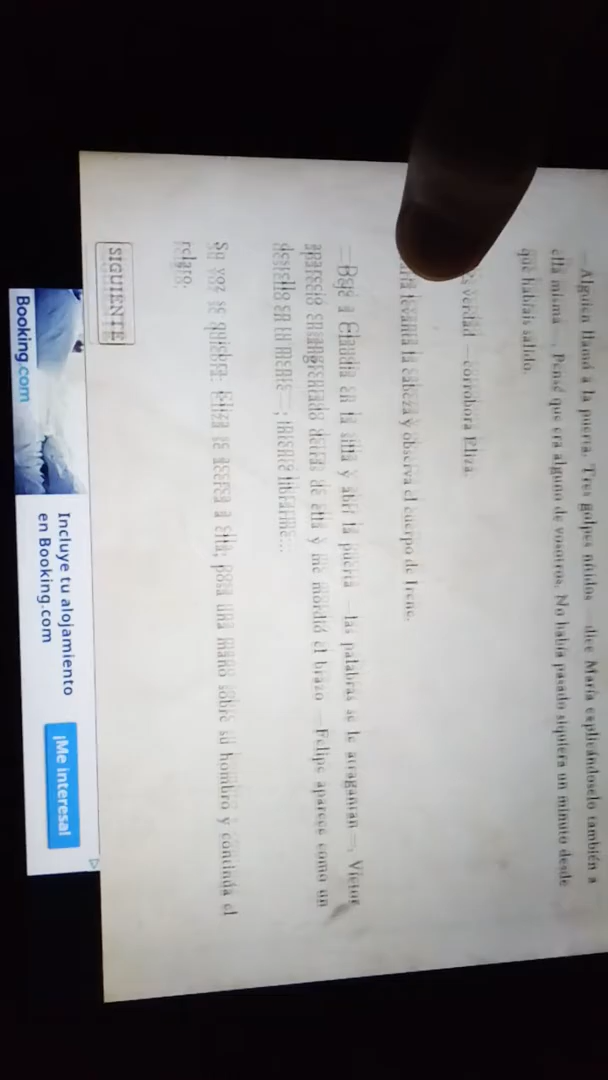 —Alguien llamó a la puerta. Tres golpes nítidos —dice María explicándoselo también a
ella misma—. Pensé que era alguno de vosotros. No había pasado siquiera un minuto desde
que habíais salido.
verdad —corrobora Eliza.
levanta la cabeza y observa el cuerpo de Irene.
—Bajé a Claudia en la silla y abrí la puerta —las palabras se le atragantan—. Víctor
apareció ensangrentado detrás de ella y me mordió el brazo —Felipe aparece como un
destello en su mente—; intenté librarme...
Su voz se quiebra. Eliza se acerca a ella, posa una mano sobre su hombro y continúa el
relato:
SIGUIENTE
Booking.com
Incluye tu alojamiento
en Booking.com
¡Me interesa!